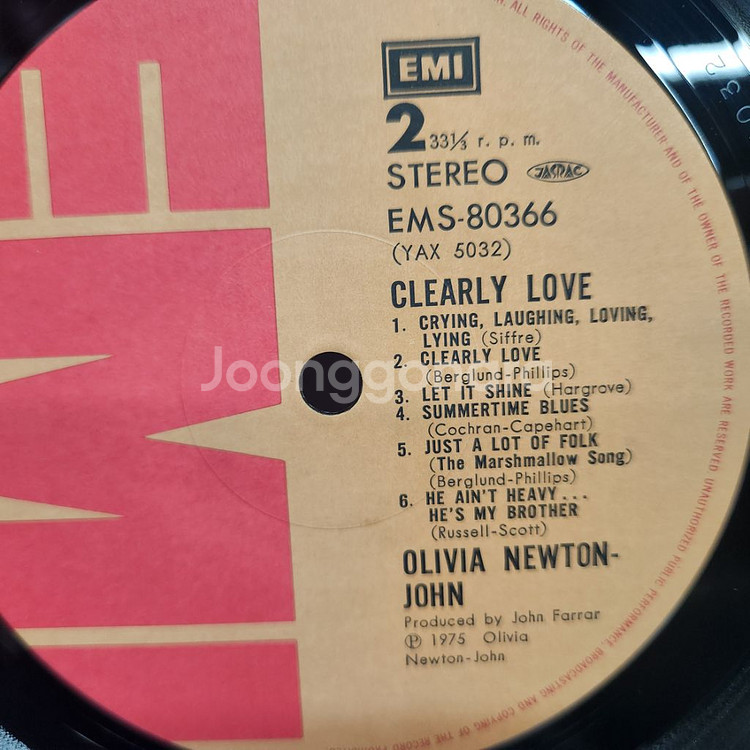 EMI
2 33⅓ r. p. m.
STEREO JASRAC
EMS-80366
(YAX 5032)
CLEARLY LOVE
1. CRYING, LAUGHING, LOVING,
LYING (Siffre)
2. CLEARLY LOVE
(Berglund-Phillips)
3. LET IT SHINE (Hargrove)
4. SUMMERTIME BLUES
(Cochran-Capehart)
5. JUST A LOT OF FOLK
(The Marshmallow Song)
(Berglund-Phillips)
6. HE AIN'T HEAVY...
HE'S MY BROTHER
(Russell-Scott)
OLIVIA NEWTON-
JOHN
Produced by John Farrar
Ⓟ 1975 Olivia
Newton-John
ALL RIGHTS OF THE MANUFACTURER AND OF THE OWNER OF THE RECORDED WORK ARE RESERVED UNAUTHORIZED PUBLIC PERFORMANCE BROADCASTING AND COPYING OF THE RECORD
EMI
032